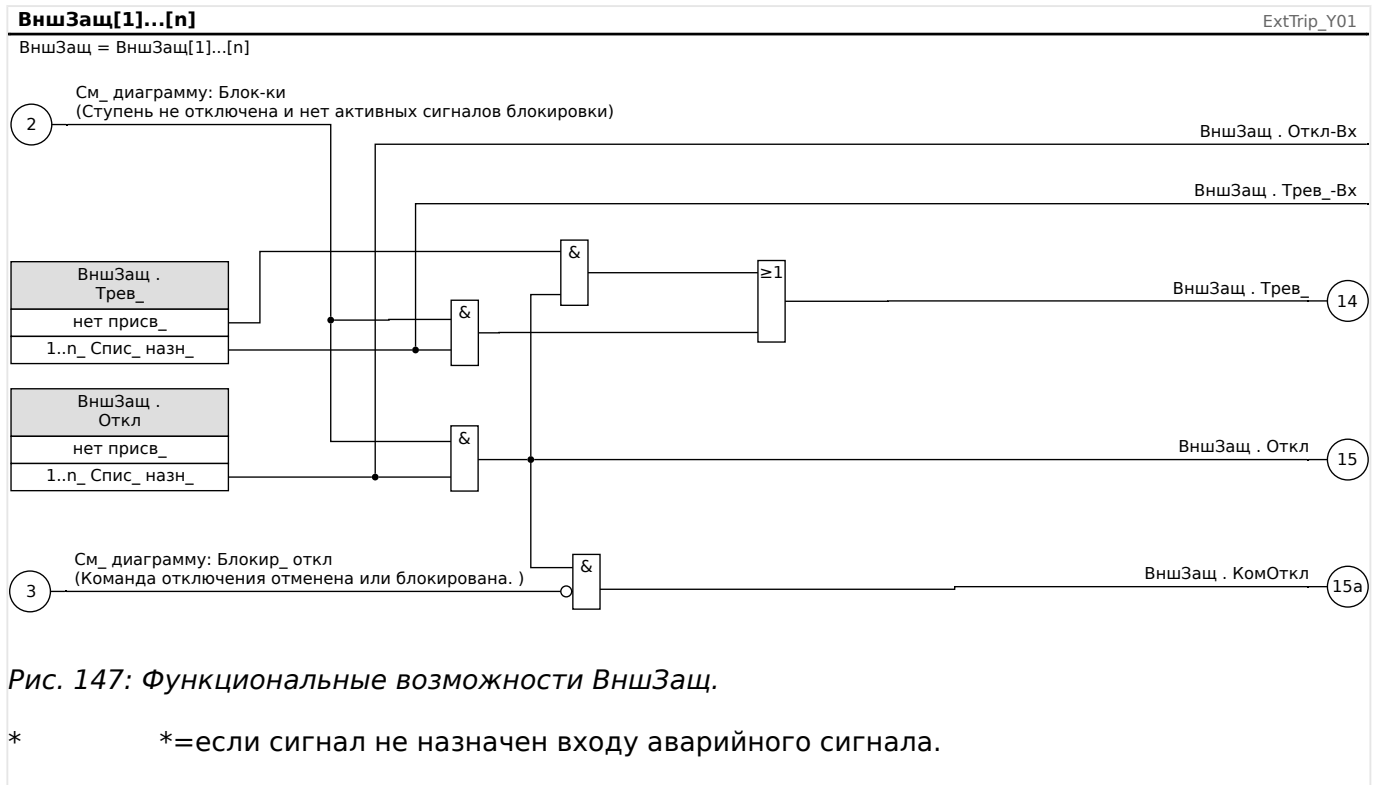 ВншЗащ[1]...[n]
ExtTrip_Y01
ВншЗащ = ВншЗащ[1]...[n]
См_ диаграмму: Блок-ки
(Ступень не отключена и нет активных сигналов блокировки)
2
ВншЗащ . Откл-Вх
ВншЗащ . Трев_-Вх
&
ВншЗащ .
Трев_
нет присв_
1..n_ Спис_ назн_
&
≥1
ВншЗащ . Трев_
14
ВншЗащ .
Откл
нет присв_
1..n_ Спис_ назн_
&
ВншЗащ . Откл
15
См_ диаграмму: Блокир_ откл
(Команда отключения отменена или блокирована. )
3
&
ВншЗащ . КомОткл
15a
Рис. 147: Функциональные возможности ВншЗащ.
* *=если сигнал не назначен входу аварийного сигнала.